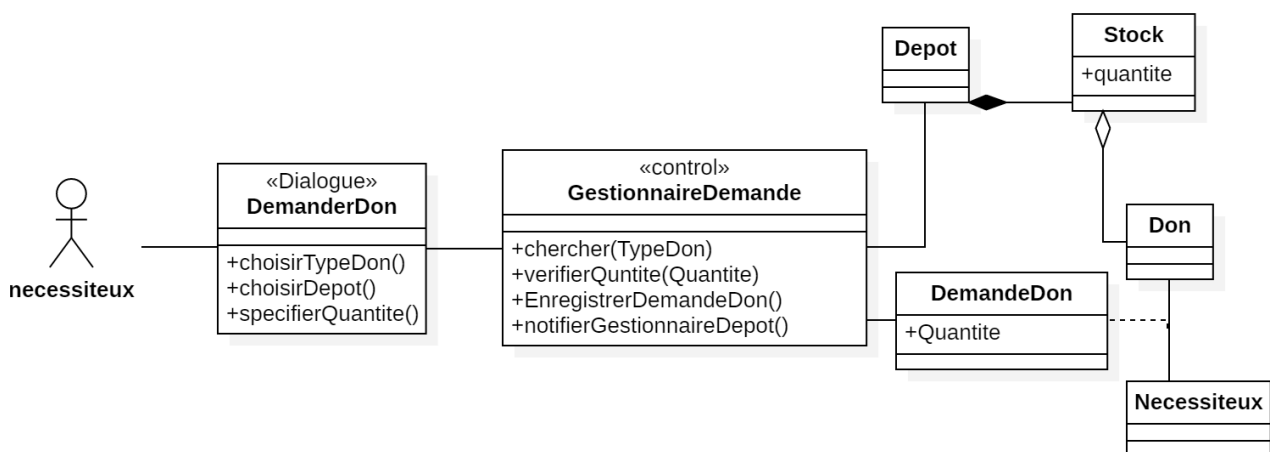 necessiteux
«Dialogue»
DemanderDon
+choisirTypeDon()
+choisirDepot()
+specifierQuantite()
«control»
GestionnaireDemande
+chercher(TypeDon)
+verifierQuntite(Quantite)
+EnregistrerDemandeDon()
+notifierGestionnaireDepot()
Depot
Stock
+quantite
Don
DemandeDon
+Quantite
Necessiteux